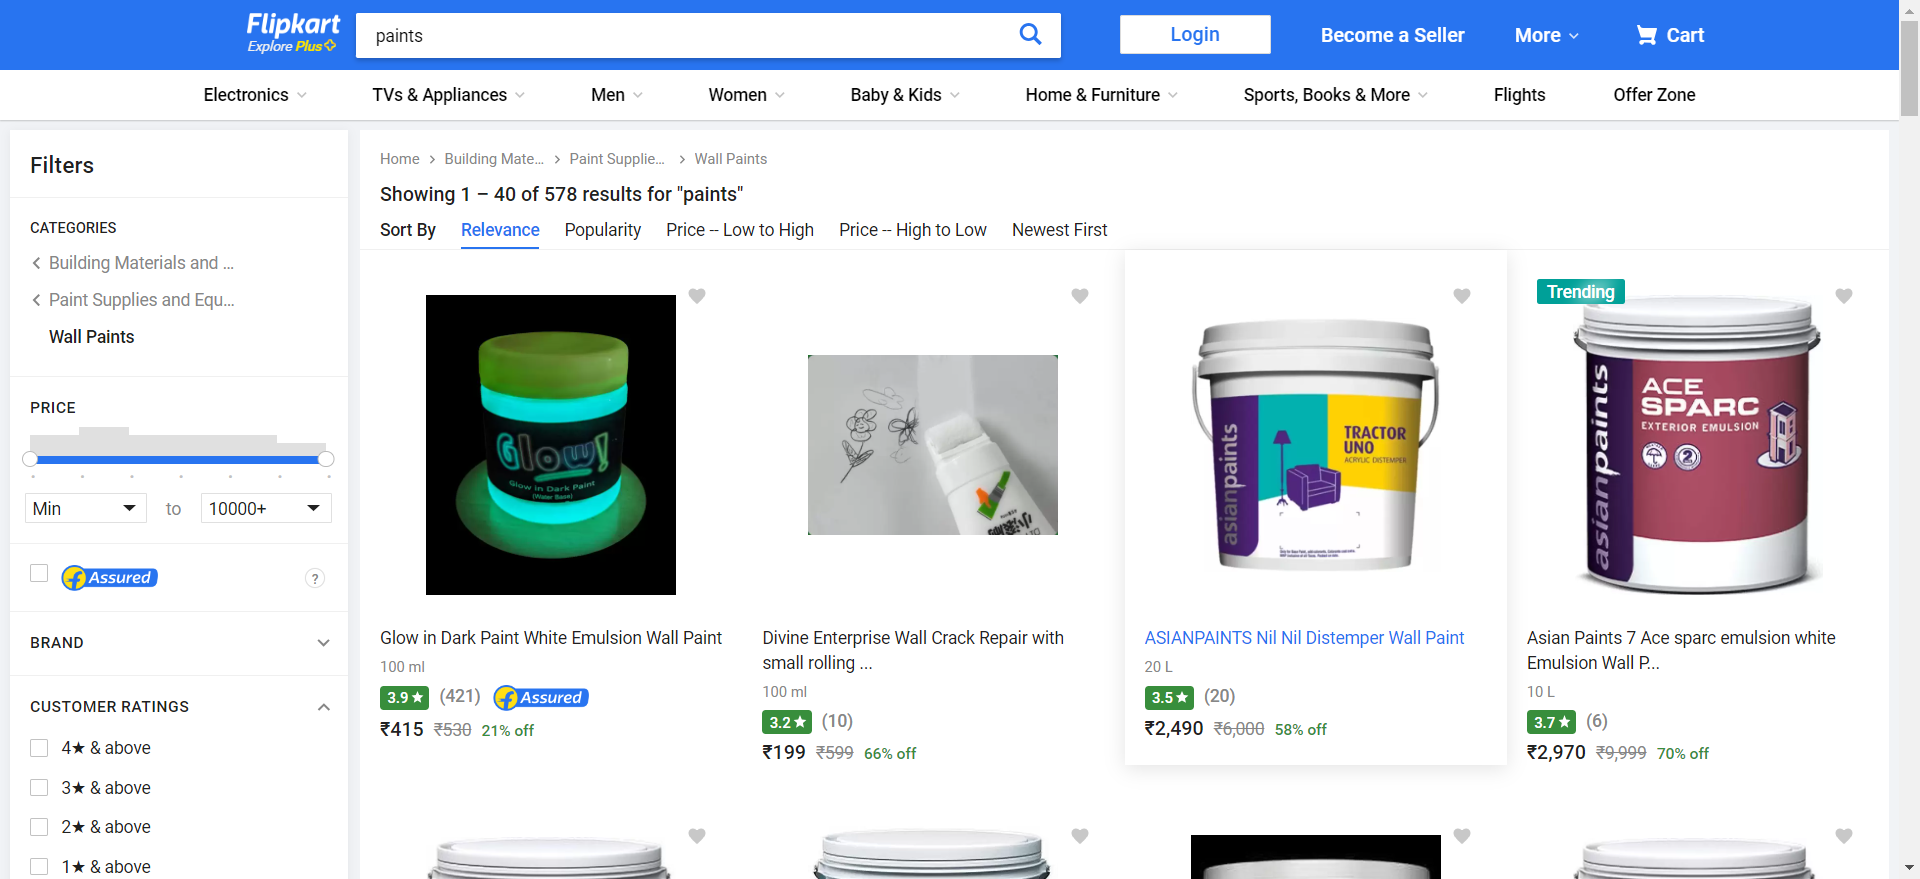 Flipkart
Explore Plus
paints
Login
Become a Seller
More
Cart
Electronics
TVs & Appliances
Men
Women
Baby & Kids
Home & Furniture
Sports, Books & More
Flights
Offer Zone
Filters
CATEGORIES
Building Materials and ...
Paint Supplies and Equ...
Wall Paints
PRICE
Min
to
10000+
Assured
?
BRAND
CUSTOMER RATINGS
4★ & above
3★ & above
2★ & above
1★ & above
Home > Building Mate... > Paint Supplie... > Wall Paints
Showing 1 – 40 of 578 results for "paints"
Sort By
Relevance
Popularity
Price -- Low to High
Price -- High to Low
Newest First
Glow!
Glow in Dark Paint
(Water Base)
Glow in Dark Paint White Emulsion Wall Paint
100 ml
3.9★ (421) Assured
₹415 ₹530 21% off
Divine Enterprise Wall Crack Repair with
small rolling ...
100 ml
3.2★ (10)
₹199 ₹599 66% off
asianpaints
TRACTOR
UNO
ACRYLIC DISTEMPER
ASIANPAINTS Nil Nil Distemper Wall Paint
20 L
3.5★ (20)
₹2,490 ₹6,000 58% off
Trending
asianpaints
ACE
SPARC
EXTERIOR EMULSION
Asian Paints 7 Ace sparc emulsion white
Emulsion Wall P...
10 L
3.7★ (6)
₹2,970 ₹9,999 70% off